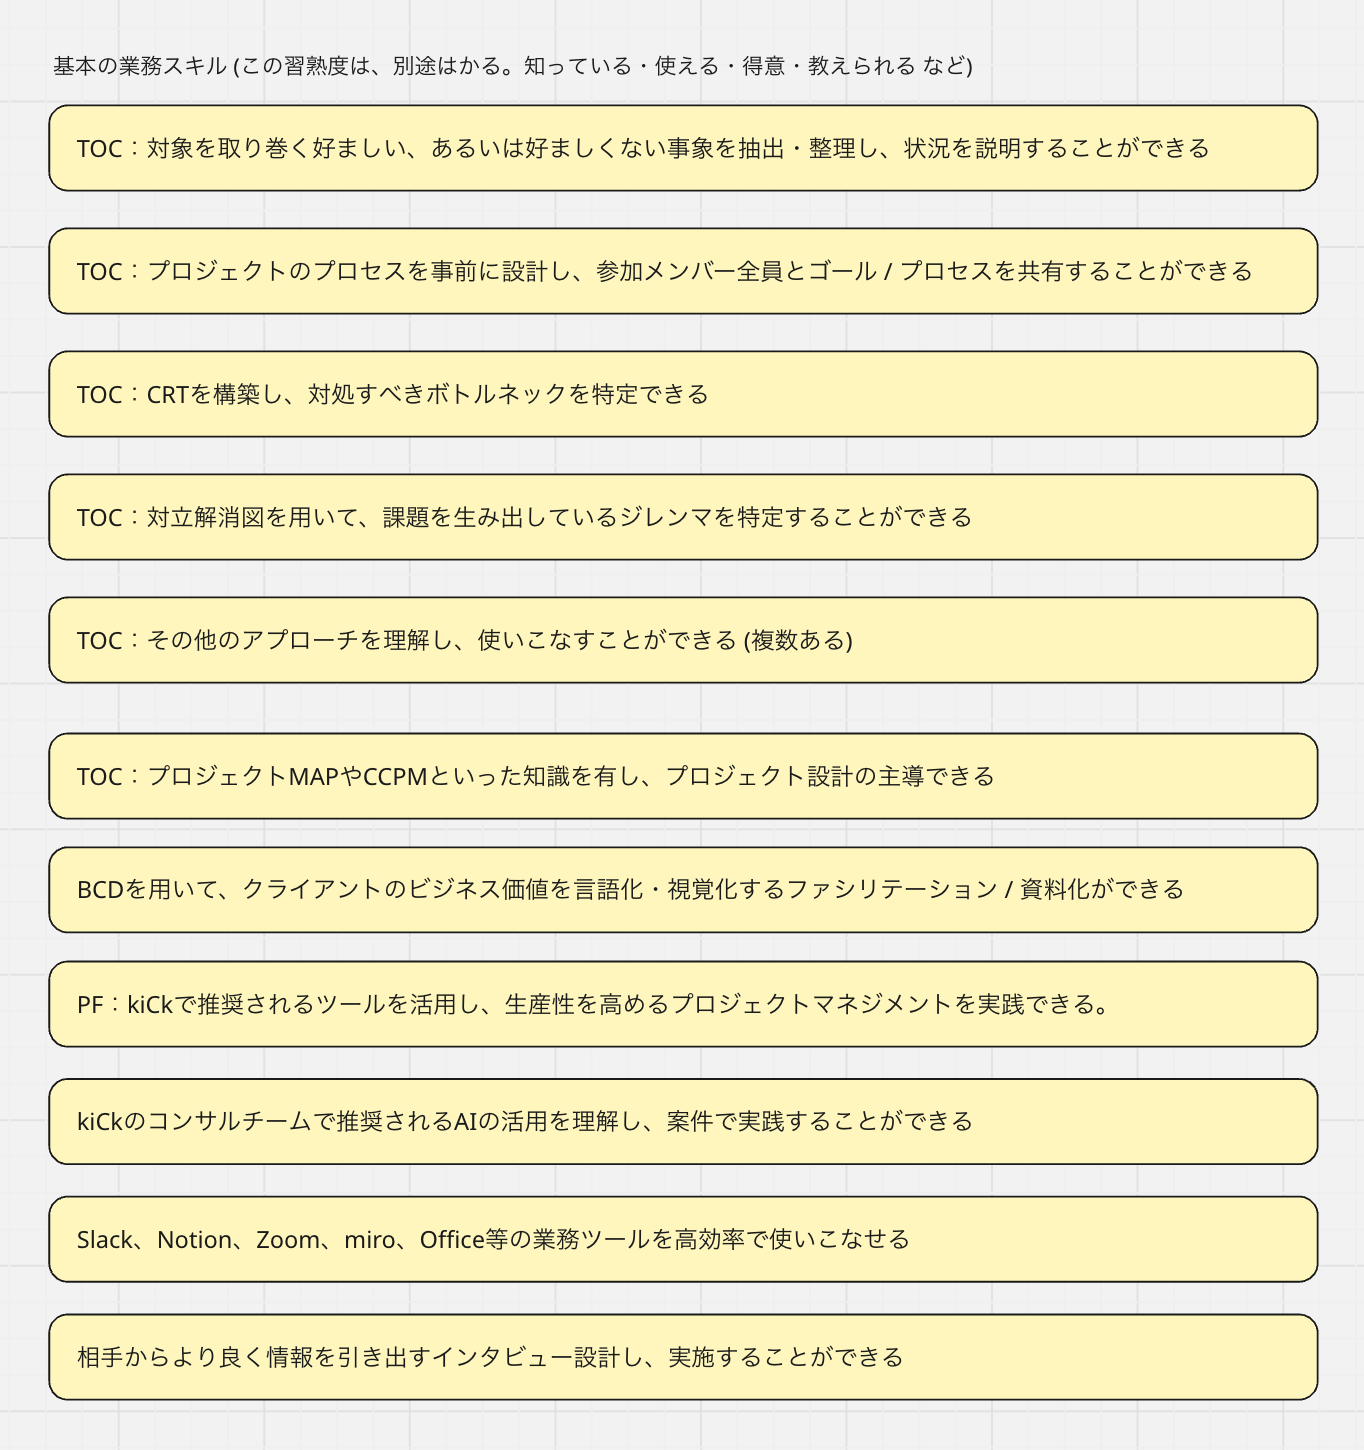 基本の業務スキル (この習熟度は、別途はかる。知っている・使える・得意・教えられる など)
TOC：対象を取り巻く好ましい、あるいは好ましくない事象を抽出・整理し、状況を説明することができる
TOC：プロジェクトのプロセスを事前に設計し、参加メンバー全員とゴール / プロセスを共有することができる
TOC：CRTを構築し、対処すべきボトルネックを特定できる
TOC：対立解消図を用いて、課題を生み出しているジレンマを特定することができる
TOC：その他のアプローチを理解し、使いこなすことができる (複数ある)
TOC：プロジェクトMAPやCCPMといった知識を有し、プロジェクト設計の主導できる
BCDを用いて、クライアントのビジネス価値を言語化・視覚化するファシリテーション / 資料化ができる
PF：kiCkで推奨されるツールを活用し、生産性を高めるプロジェクトマネジメントを実践できる。
kiCkのコンサルチームで推奨されるAIの活用を理解し、案件で実践することができる
Slack、Notion、Zoom、miro、Office等の業務ツールを高効率で使いこなせる
相手からより良く情報を引き出すインタビュー設計し、実施することができる